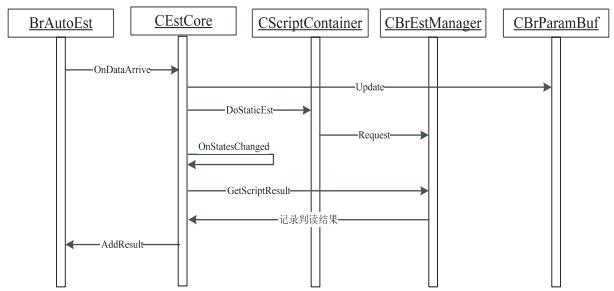 BrAutoEst
CEstCore
CScriptContainer
CBrEstManager
CBrParamBuf
OnDataArrive
Update
DoStaticEst
Request
OnStatesChanged
GetScriptResult
记录判读结果
AddResult